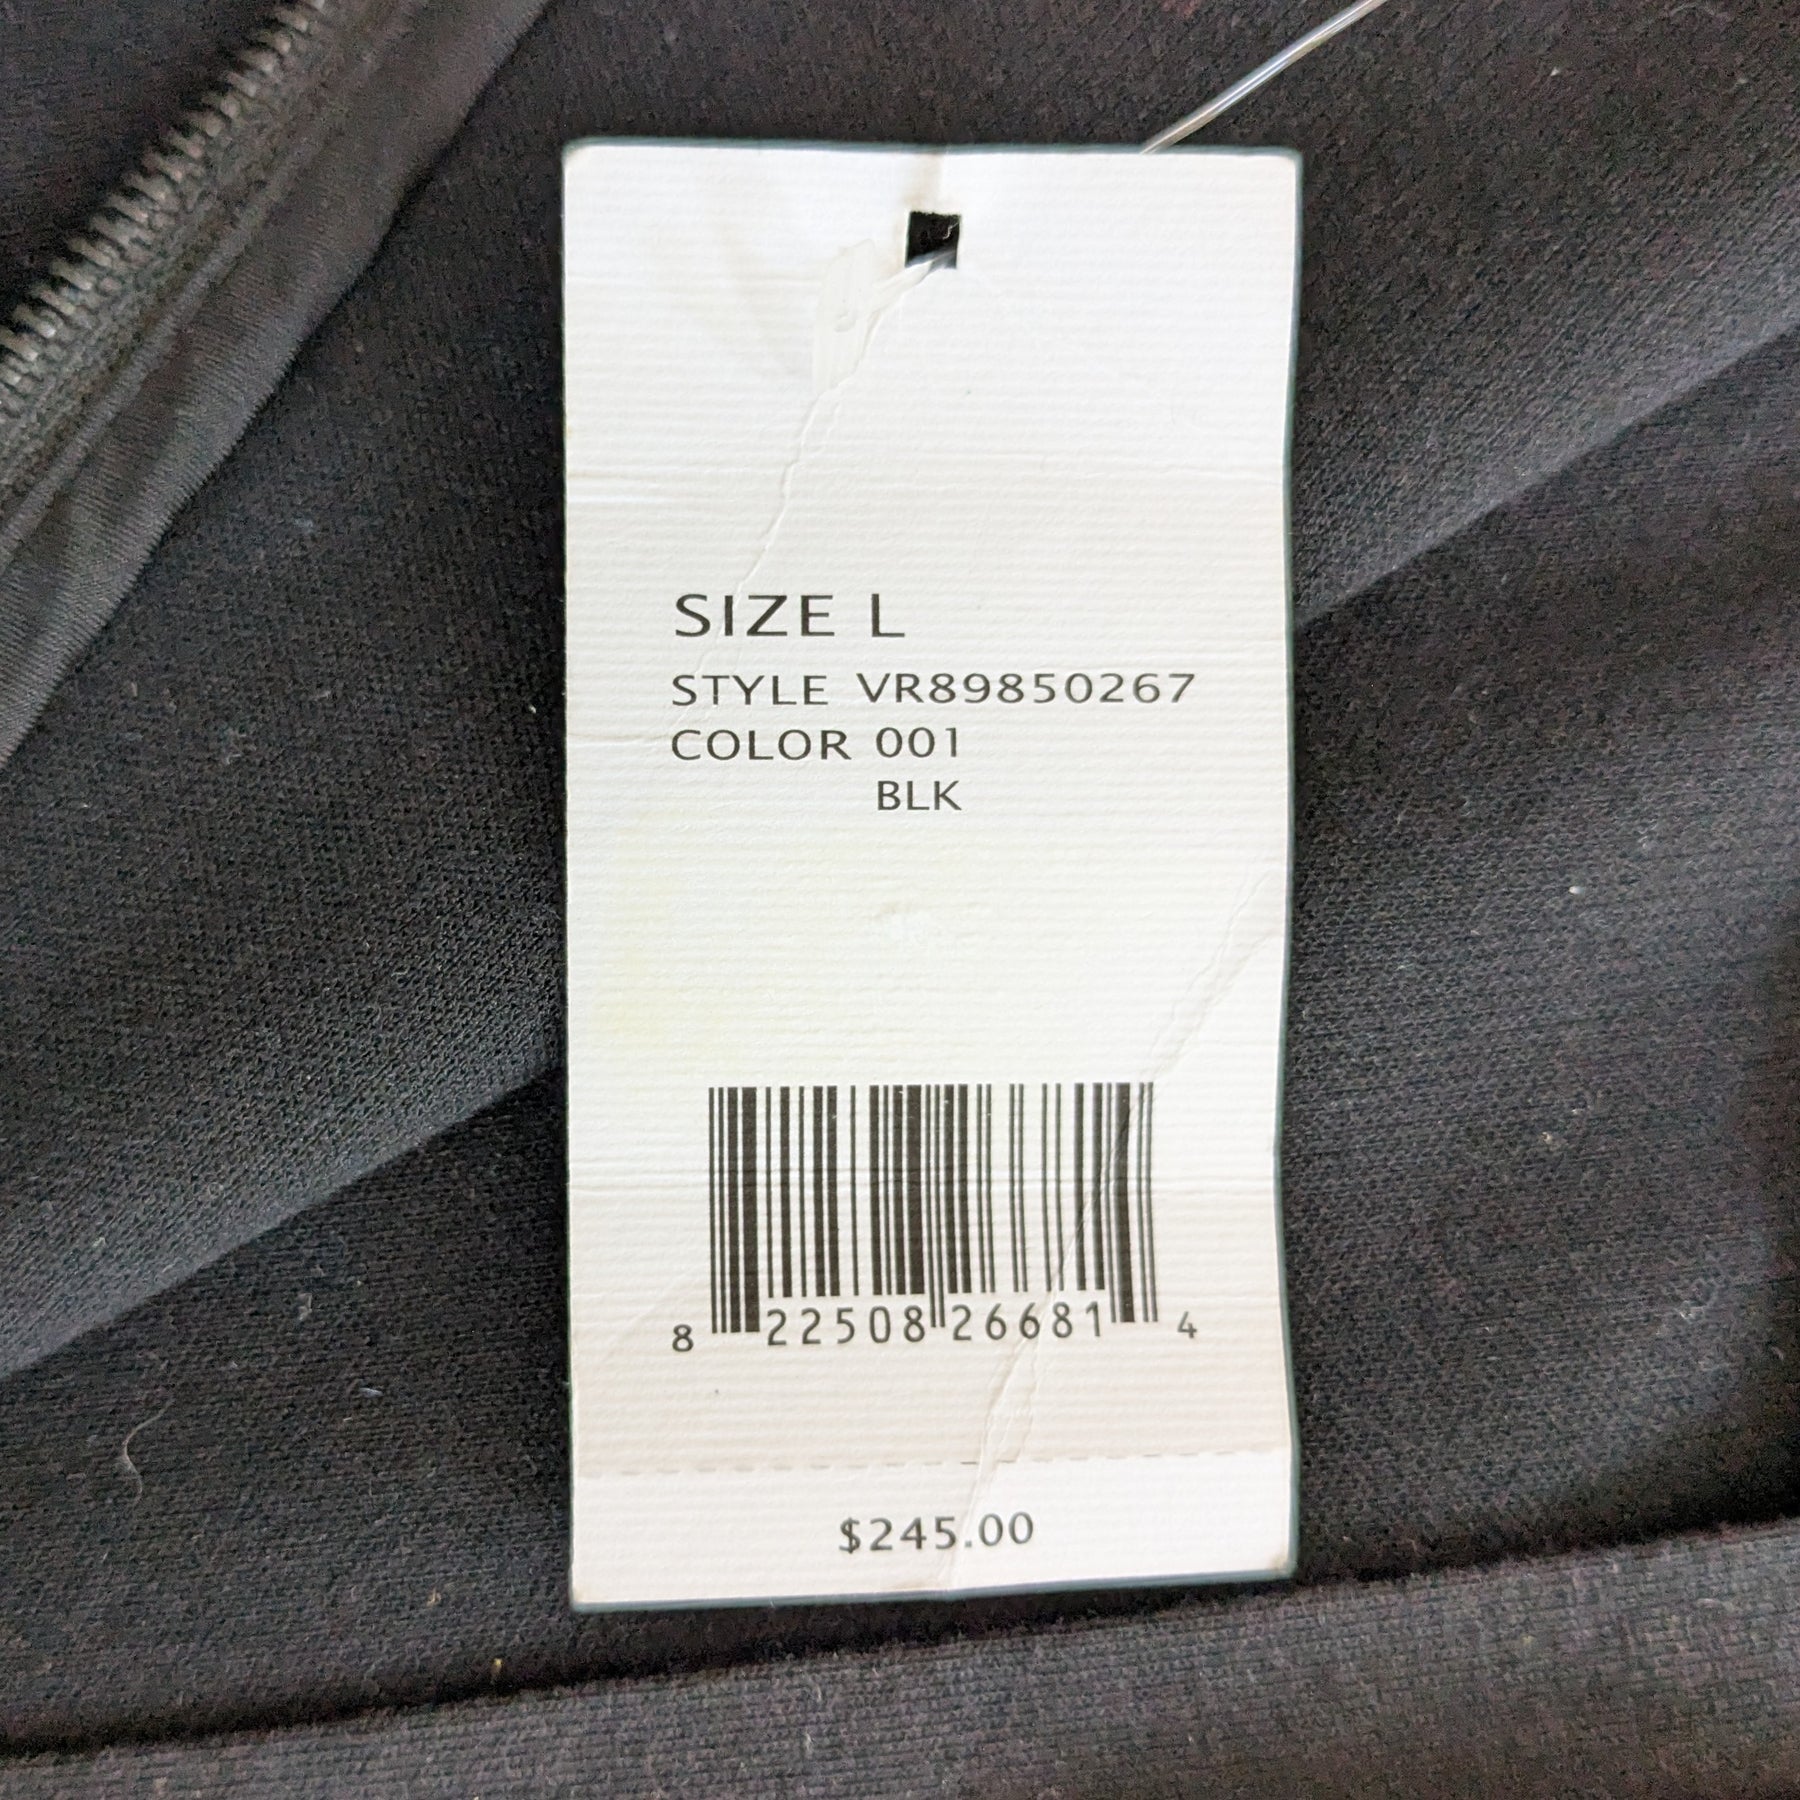 SIZE L
STYLE VR89850267
COLOR 001
BLK
8 22508 26681 4
$245.00